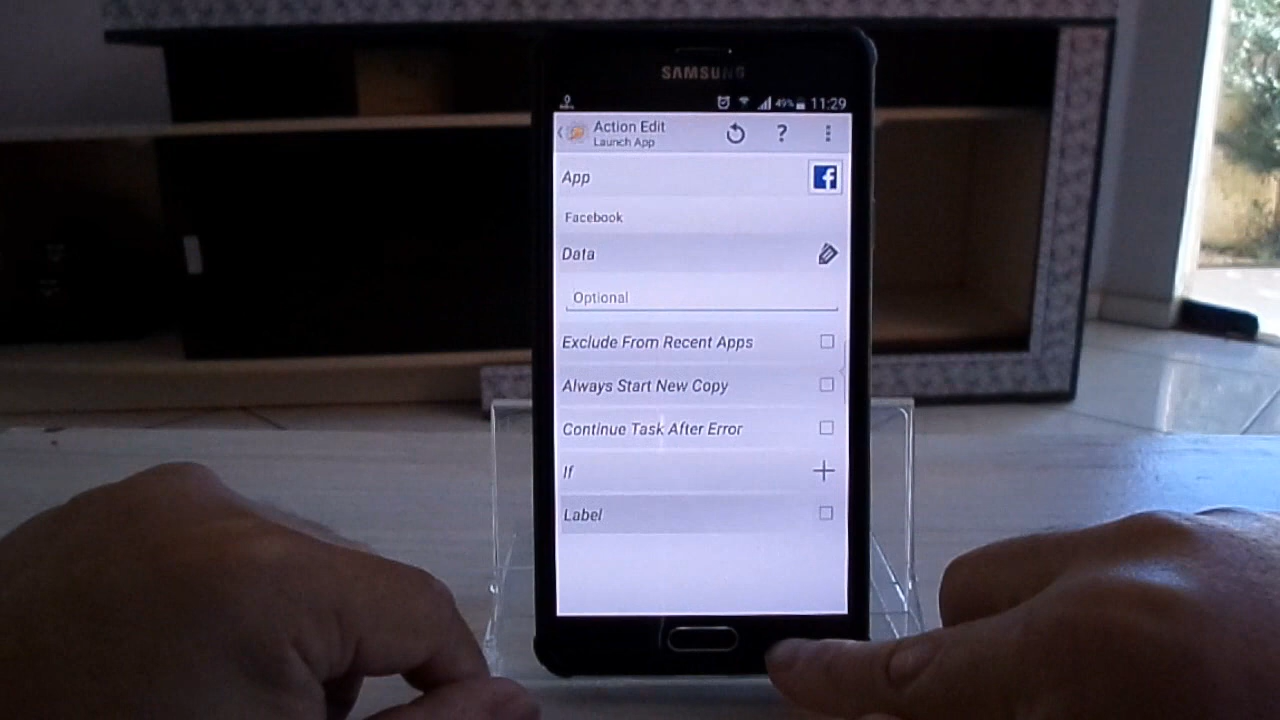 SAMSUNG
49% 11:29
Action Edit
Launch App
?
App
Facebook
Data
Optional
Exclude From Recent Apps
Always Start New Copy
Continue Task After Error
If
Label